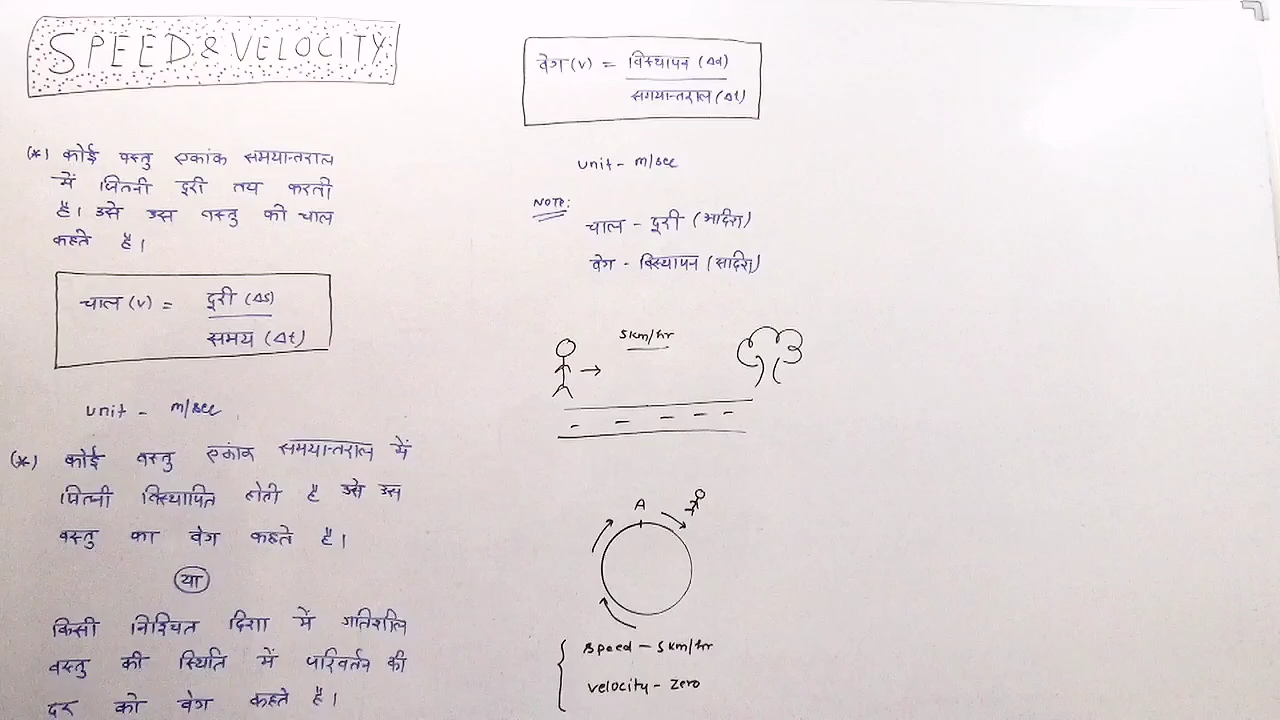 SPEED & VELOCITY
(*) कोई वस्तु एकांक समयान्तराल
में जितनी दूरी तय करती
है। उसे उस वस्तु की चाल
कहते है।
चाल (v) = दूरी (Δs)
समय (Δt)
unit - m/sec
(*) कोई वस्तु एकांक समयान्तराल में
जितनी विस्थापित होती है उसे उस
वस्तु का वेग कहते है।
या
किसी निश्चित दिशा में गतिशील
वस्तु की स्थिति में परिवर्तन की
दर को वेग कहते है।
वेग (v) = विस्थापन (Δd)
समयान्तराल (Δt)
unit - m/sec
NOTE:
चाल - दूरी (अदिश)
वेग - विस्थापन (सदिश)
5km/hr
A
speed - 5km/hr
velocity - zero